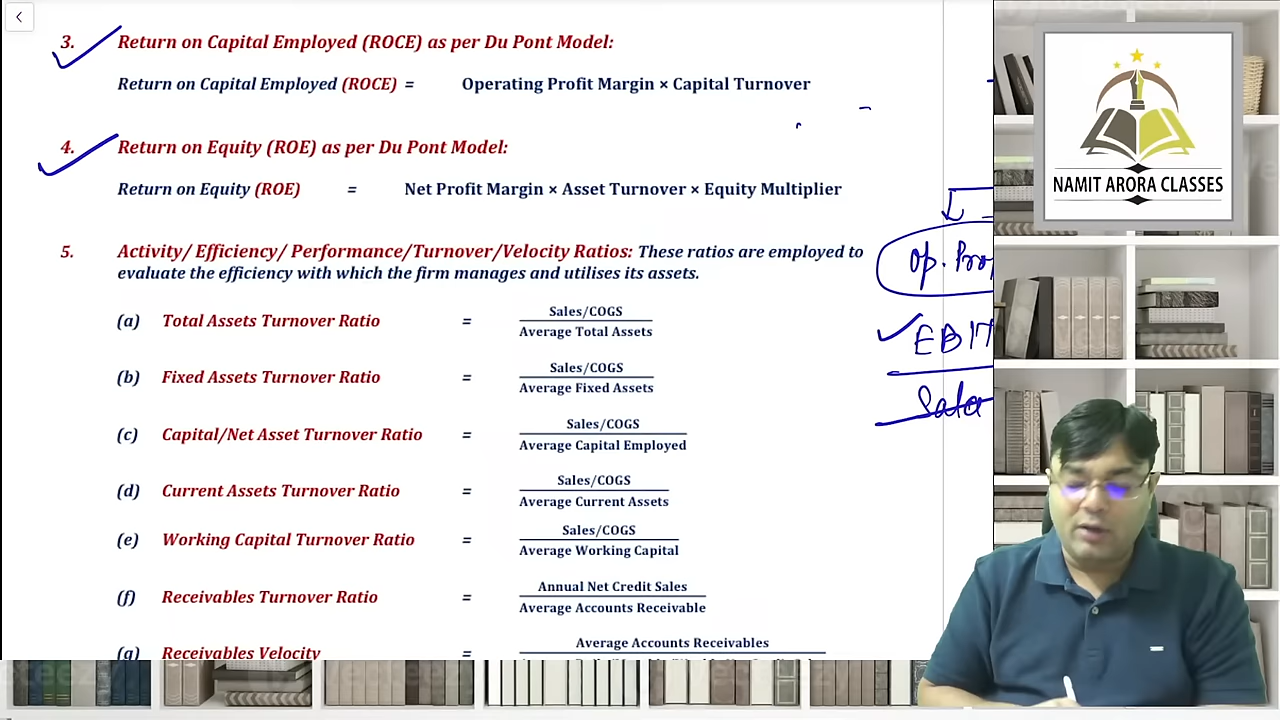 3. Return on Capital Employed (ROCE) as per Du Pont Model:
Return on Capital Employed (ROCE) = Operating Profit Margin × Capital Turnover
4. Return on Equity (ROE) as per Du Pont Model:
Return on Equity (ROE) = Net Profit Margin × Asset Turnover × Equity Multiplier
5. Activity/ Efficiency/ Performance/Turnover/Velocity Ratios: These ratios are employed to
evaluate the efficiency with which the firm manages and utilises its assets.
(a) Total Assets Turnover Ratio = Sales/COGS
Average Total Assets
(b) Fixed Assets Turnover Ratio = Sales/COGS
Average Fixed Assets
(c) Capital/Net Asset Turnover Ratio = Sales/COGS
Average Capital Employed
(d) Current Assets Turnover Ratio = Sales/COGS
Average Current Assets
(e) Working Capital Turnover Ratio = Sales/COGS
Average Working Capital
(f) Receivables Turnover Ratio = Annual Net Credit Sales
Average Accounts Receivable
(g) Receivables Velocity = Average Accounts Receivables
Op. Prof
EBIT
Sales
NAMIT ARORA CLASSES